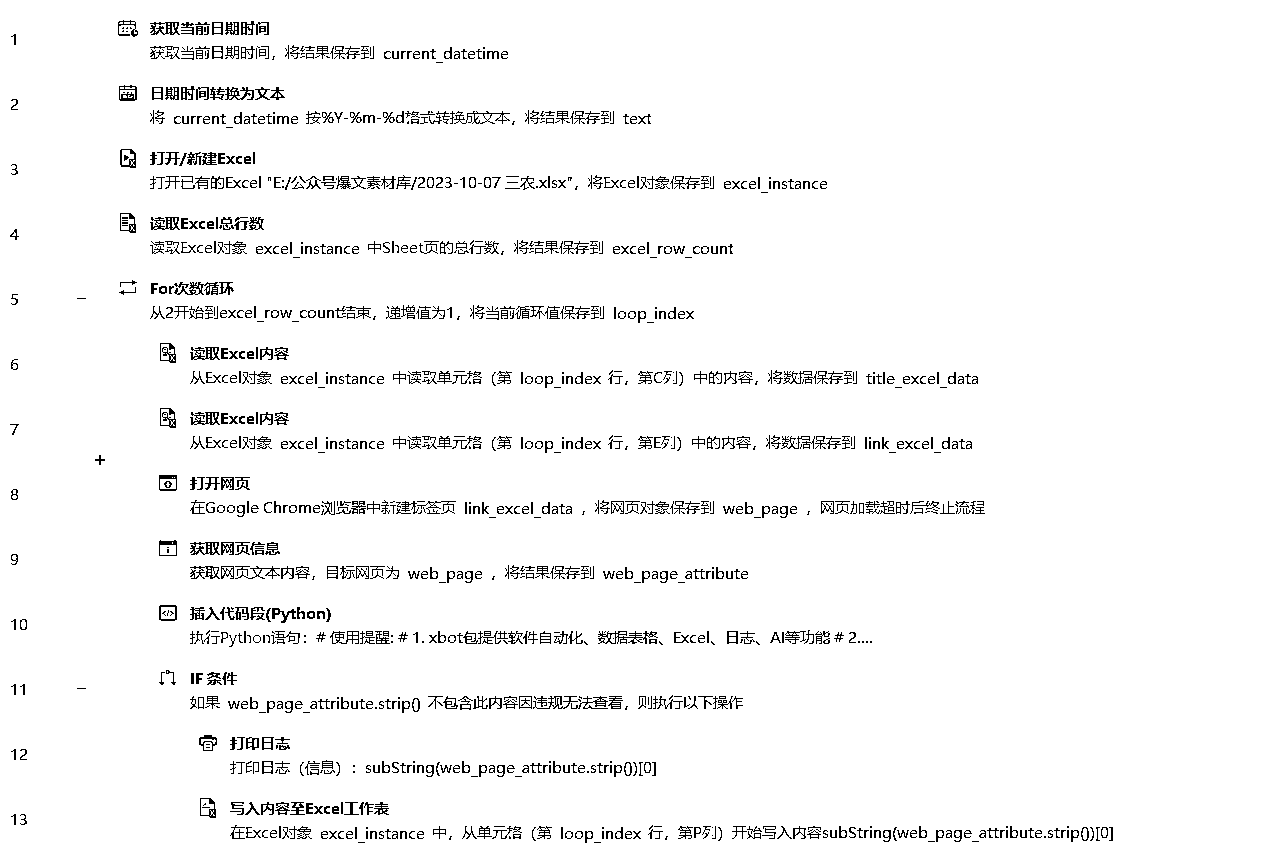 1
获取当前日期时间
获取当前日期时间，将结果保存到 current_datetime
2
日期时间转换为文本
将 current_datetime 按%Y-%m-%d格式转换成文本，将结果保存到 text
3
打开/新建Excel
打开已有的Excel "E:/公众号爆文素材库/2023-10-07 三农.xlsx"，将Excel对象保存到 excel_instance
4
读取Excel总行数
读取Excel对象 excel_instance 中Sheet页的总行数，将结果保存到 excel_row_count
5
For次数循环
从2开始到excel_row_count结束，递增值为1，将当前循环值保存到 loop_index
6
读取Excel内容
从Excel对象 excel_instance 中读取单元格（第 loop_index 行，第C列）中的内容，将数据保存到 title_excel_data
7
读取Excel内容
从Excel对象 excel_instance 中读取单元格（第 loop_index 行，第E列）中的内容，将数据保存到 link_excel_data
8
打开网页
在Google Chrome浏览器中新建标签页 link_excel_data ，将网页对象保存到 web_page ，网页加载超时后终止流程
9
获取网页信息
获取网页文本内容，目标网页为 web_page ，将结果保存到 web_page_attribute
10
插入代码段(Python)
执行Python语句：# 使用提醒: # 1. xbot包提供软件自动化、数据表格、Excel、日志、AI等功能 # 2....
11
IF 条件
如果 web_page_attribute.strip() 不包含此内容因违规无法查看，则执行以下操作
12
打印日志
打印日志（信息）：subString(web_page_attribute.strip())[0]
13
写入内容至Excel工作表
在Excel对象 excel_instance 中，从单元格（第 loop_index 行，第P列）开始写入内容subString(web_page_attribute.strip())[0]